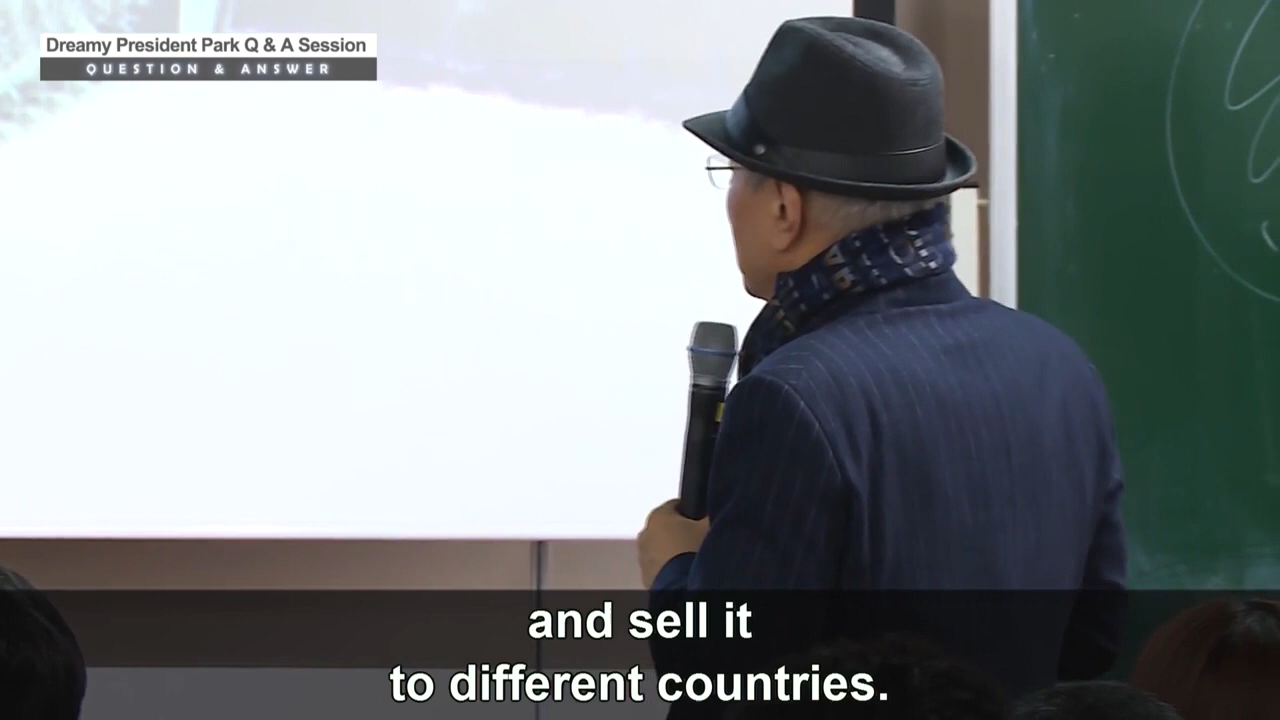 Dreamy President Park Q & A Session
QUESTION & ANSWER
and sell it
to different countries.